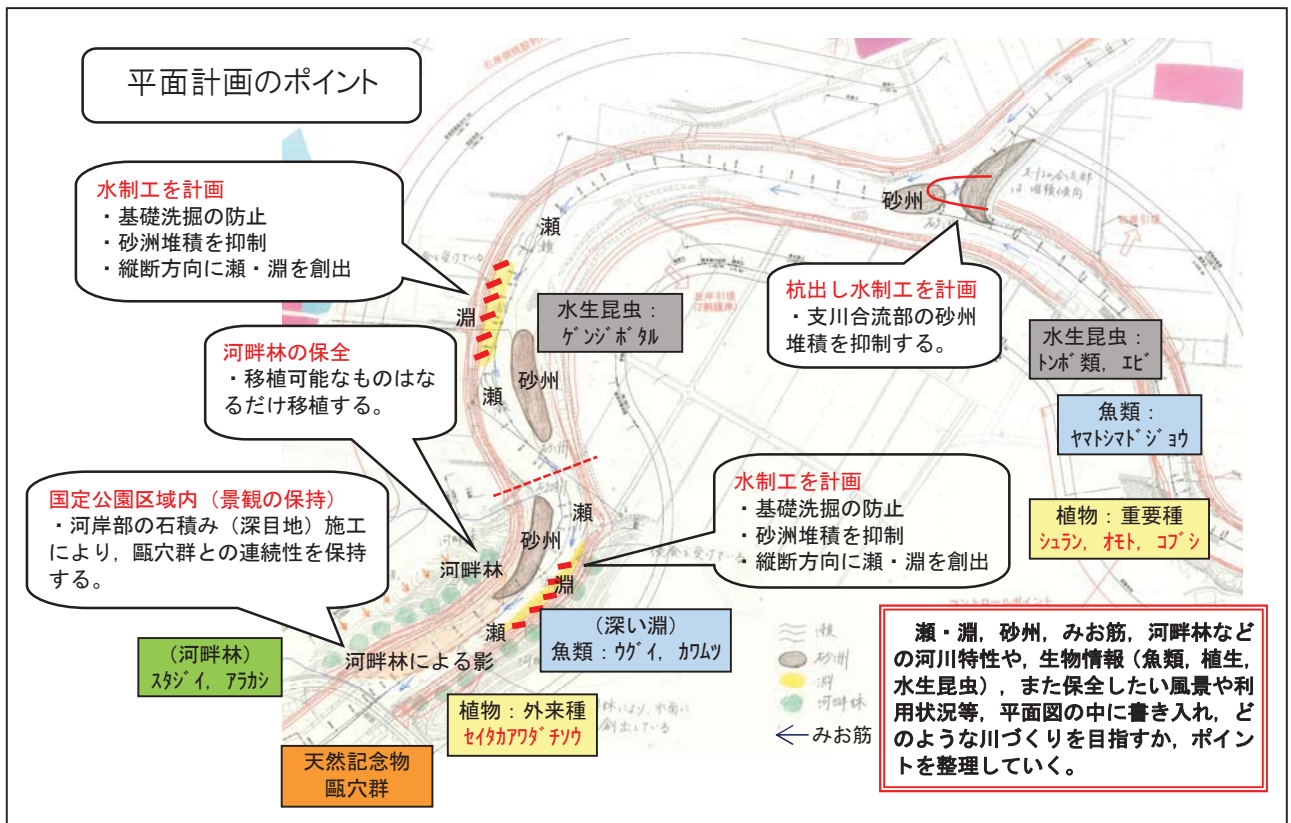 平面計画のポイント
水制工を計画
・基礎洗掘の防止
・砂洲堆積を抑制
・縦断方向に瀬・淵を創出
河畔林の保全
・移植可能なものはな
るだけ移植する。
国定公園区域内（景観の保持）
・河岸部の石積み（深目地）施工
により，甌穴群との連続性を保持
する。
瀬
淵
瀬
砂州
水生昆虫：
ｹﾞﾝｼﾞﾎﾞﾀﾙ
砂州
杭出し水制工を計画
・支川合流部の砂州
堆積を抑制する。
水生昆虫：
ﾄﾝﾎﾞ類，ｴﾋﾞ
魚類：
ﾔﾏﾄｼﾏﾄﾞｼﾞｮｳ
植物：重要種
ｼｭﾗﾝ，ｵﾓﾄ，ｺﾌﾞｼ
水制工を計画
・基礎洗掘の防止
・砂洲堆積を抑制
・縦断方向に瀬・淵を創出
瀬
砂州
淵
河畔林
瀬
河畔林による影
（深い淵）
魚類：ｳｸﾞｲ，ｶﾜﾑﾂ
（河畔林）
ｽﾀﾞｼﾞｲ，ｱﾗｶｼ
植物：外来種
ｾｲﾀｶｱﾜﾀﾞﾁｿｳ
天然記念物
甌穴群
瀬
砂洲
淵
河畔林
みお筋
コントロールポイント
瀬・淵，砂州，みお筋，河畔林など
の河川特性や，生物情報（魚類，植生，
水生昆虫），また保全したい風景や利
用状況等，平面図の中に書き入れ，ど
のような川づくりを目指すか，ポイン
トを整理していく。